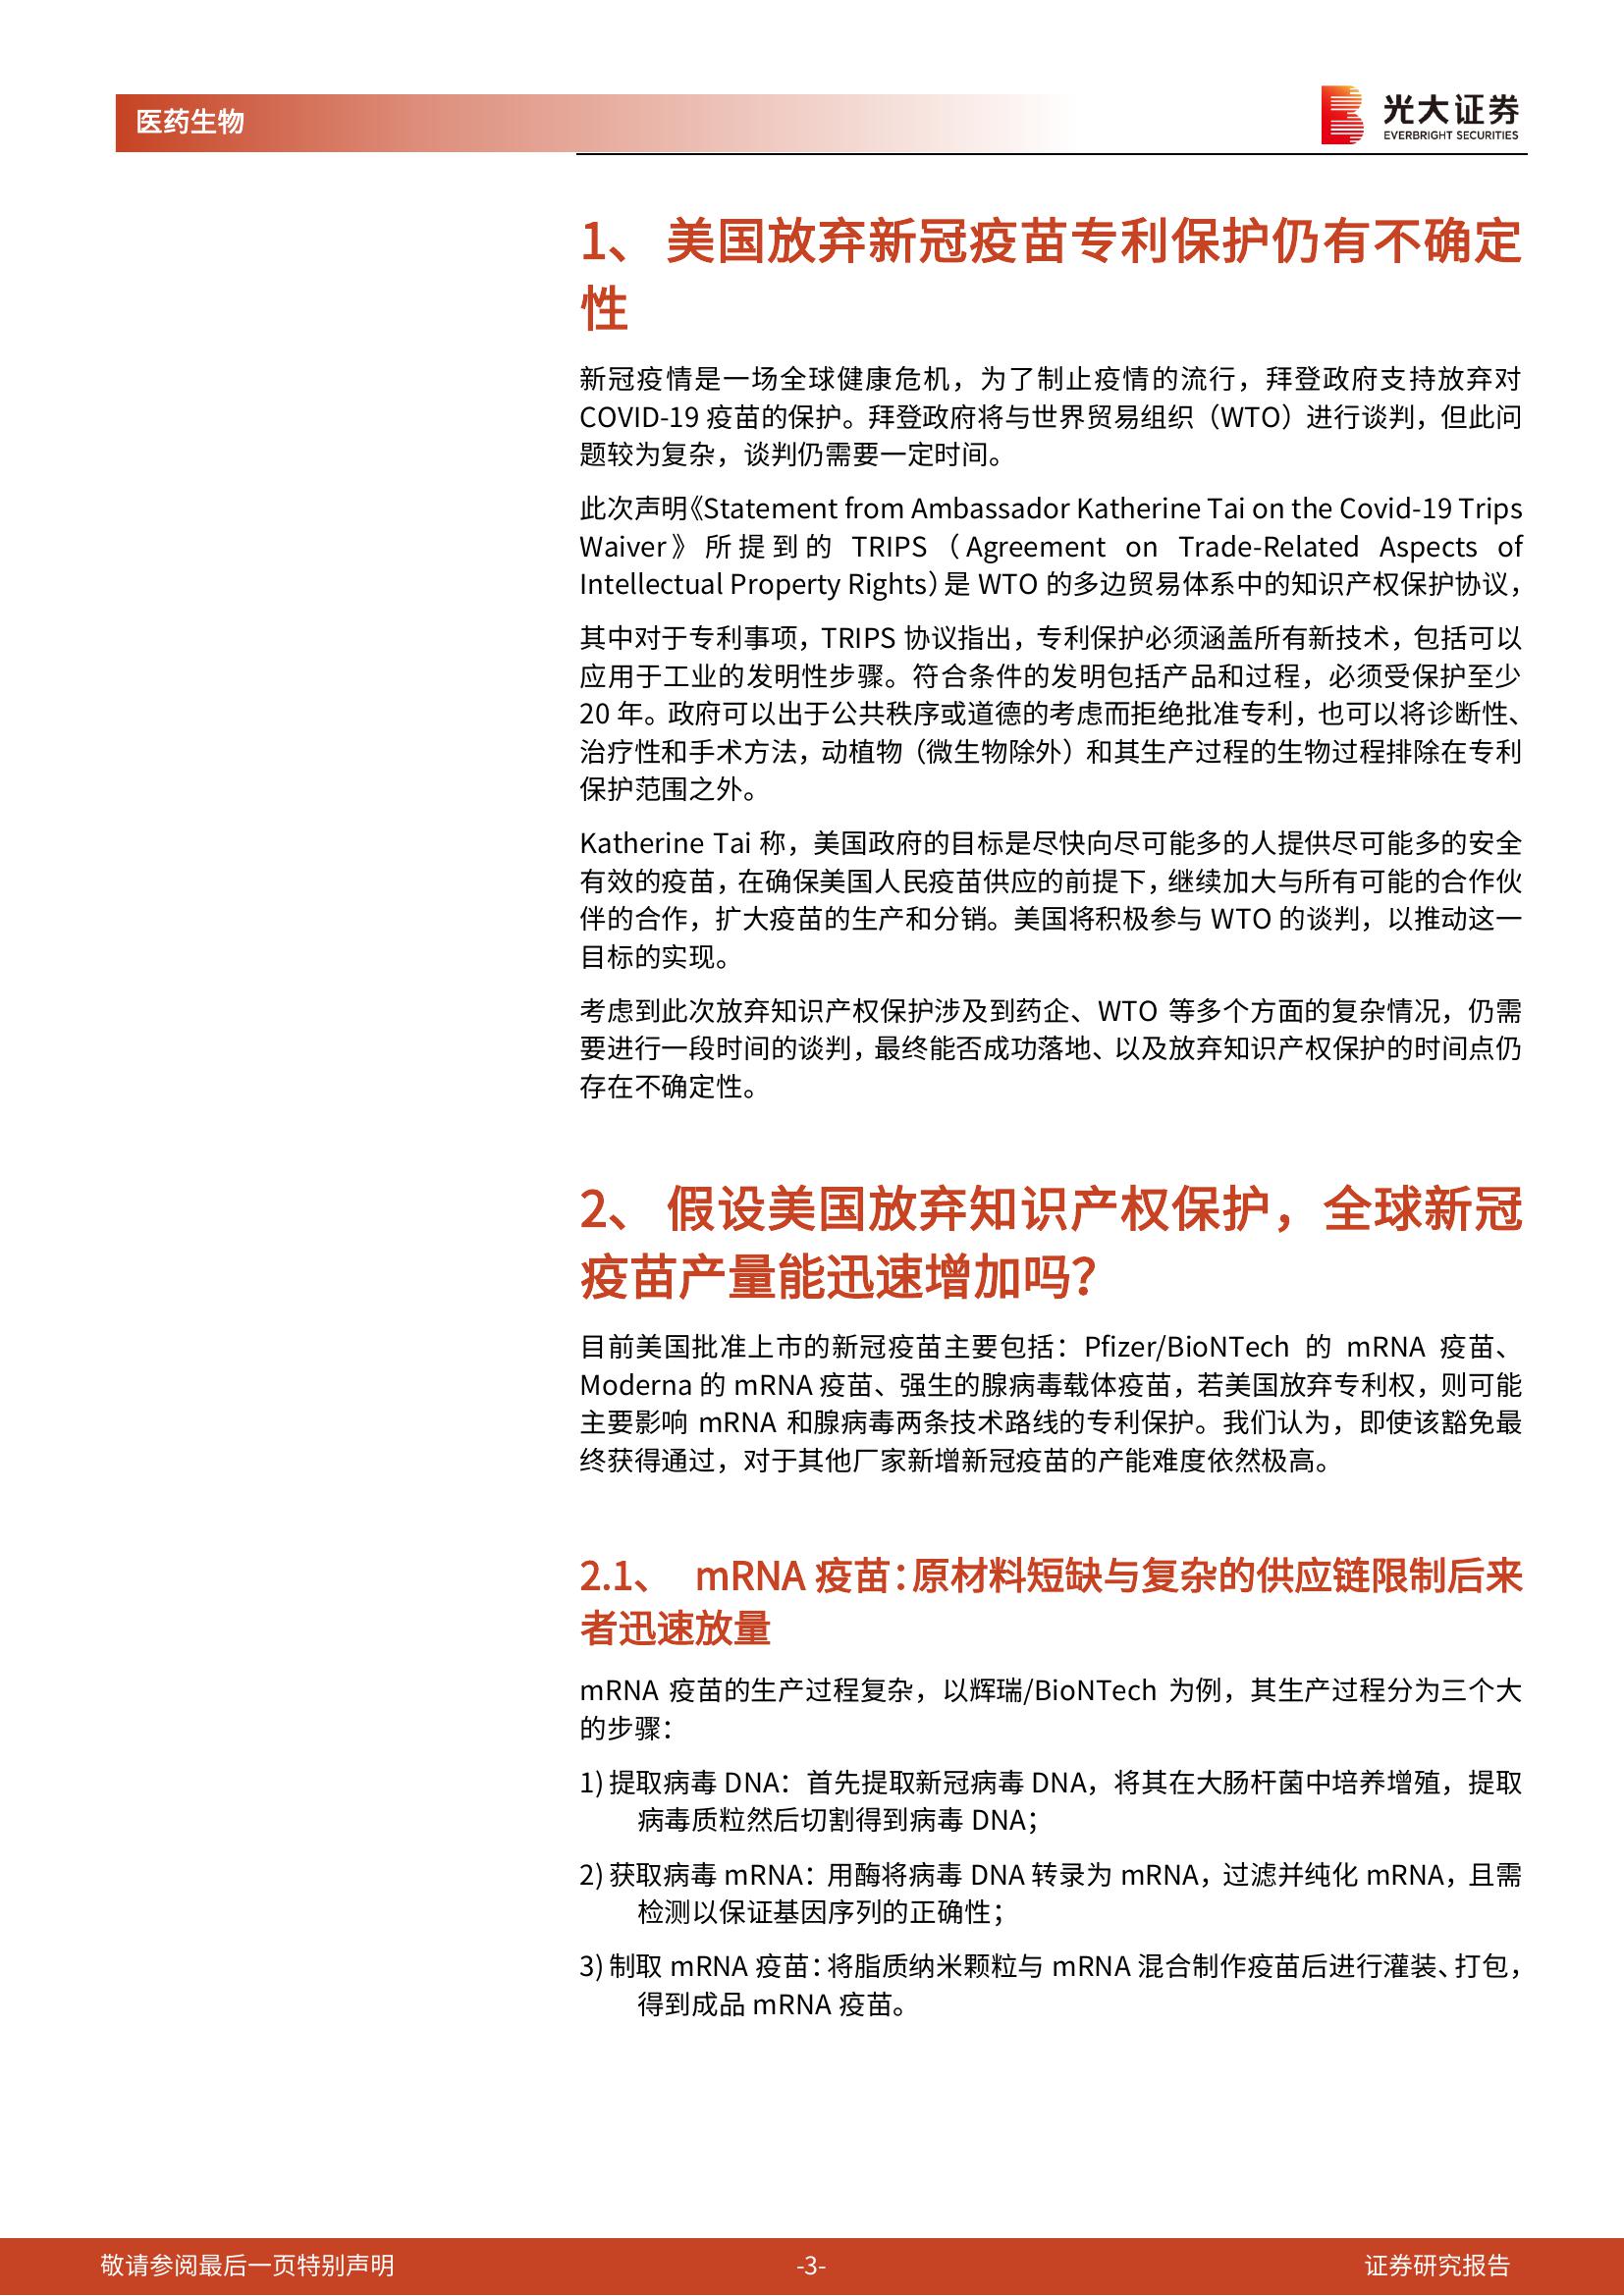 医药生物
光大证券
EVERBRIGHT SECURITIES
1、 美国放弃新冠疫苗专利保护仍有不确定
性
新冠疫情是一场全球健康危机，为了制止疫情的流行，拜登政府支持放弃对
COVID-19 疫苗的保护。拜登政府将与世界贸易组织（WTO）进行谈判，但此问
题较为复杂，谈判仍需要一定时间。
此次声明《Statement from Ambassador Katherine Tai on the Covid-19 Trips
Waiver》所提到的 TRIPS（Agreement on Trade-Related Aspects of
Intellectual Property Rights）是 WTO 的多边贸易体系中的知识产权保护协议，
其中对于专利事项，TRIPS 协议指出，专利保护必须涵盖所有新技术，包括可以
应用于工业的发明性步骤。符合条件的发明包括产品和过程，必须受保护至少
20 年。政府可以出于公共秩序或道德的考虑而拒绝批准专利，也可以将诊断性、
治疗性和手术方法，动植物（微生物除外）和其生产过程的生物过程排除在专利
保护范围之外。
Katherine Tai 称，美国政府的目标是尽快向尽可能多的人提供尽可能多的安全
有效的疫苗，在确保美国人民疫苗供应的前提下，继续加大与所有可能的合作伙
伴的合作，扩大疫苗的生产和分销。美国将积极参与 WTO 的谈判，以推动这一
目标的实现。
考虑到此次放弃知识产权保护涉及到药企、WTO 等多个方面的复杂情况，仍需
要进行一段时间的谈判，最终能否成功落地、以及放弃知识产权保护的时间点仍
存在不确定性。
2、 假设美国放弃知识产权保护，全球新冠
疫苗产量能迅速增加吗？
目前美国批准上市的新冠疫苗主要包括：Pfizer/BioNTech 的 mRNA 疫苗、
Moderna 的 mRNA 疫苗、强生的腺病毒载体疫苗，若美国放弃专利权，则可能
主要影响 mRNA 和腺病毒两条技术路线的专利保护。我们认为，即使该豁免最
终获得通过，对于其他厂家新增新冠疫苗的产能难度依然极高。
2.1、 mRNA 疫苗：原材料短缺与复杂的供应链限制后来
者迅速放量
mRNA 疫苗的生产过程复杂，以辉瑞/BioNTech 为例，其生产过程分为三个大
的步骤：
1) 提取病毒 DNA：首先提取新冠病毒 DNA，将其在大肠杆菌中培养增殖，提取
病毒质粒然后切割得到病毒 DNA；
2) 获取病毒 mRNA：用酶将病毒 DNA 转录为 mRNA，过滤并纯化 mRNA，且需
检测以保证基因序列的正确性；
3) 制取 mRNA 疫苗：将脂质纳米颗粒与 mRNA 混合制作疫苗后进行灌装、打包，
得到成品 mRNA 疫苗。
敬请参阅最后一页特别声明
-3-
证券研究报告